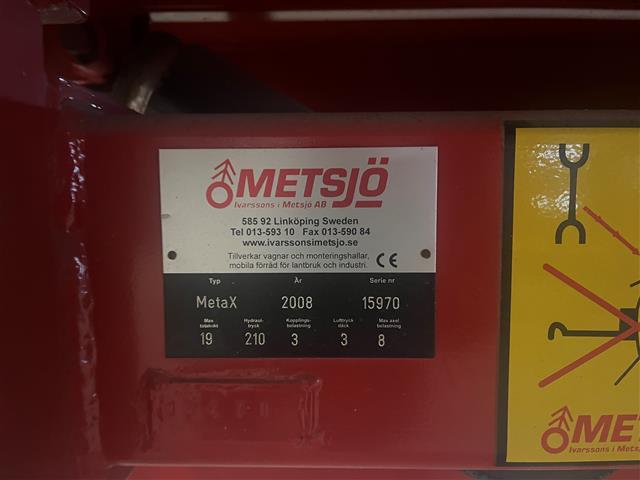 METSJÖ
Ivarssons i Metsjö AB
585 92 Linköping Sweden
Tel 013-593 10 Fax 013-590 84
www.ivarssonsimetsjo.se
Tillverkar vagnar och monteringshallar,
mobila förråd för lantbruk och industri. CE
Typ År Serie nr
MetaX 2008 15970
Max totalvikt Hydraul-tryck Kopplings-belastning Lufttryck däck Max axel belastning
19 210 3 3 8
METS
Ivarssons i Metsj